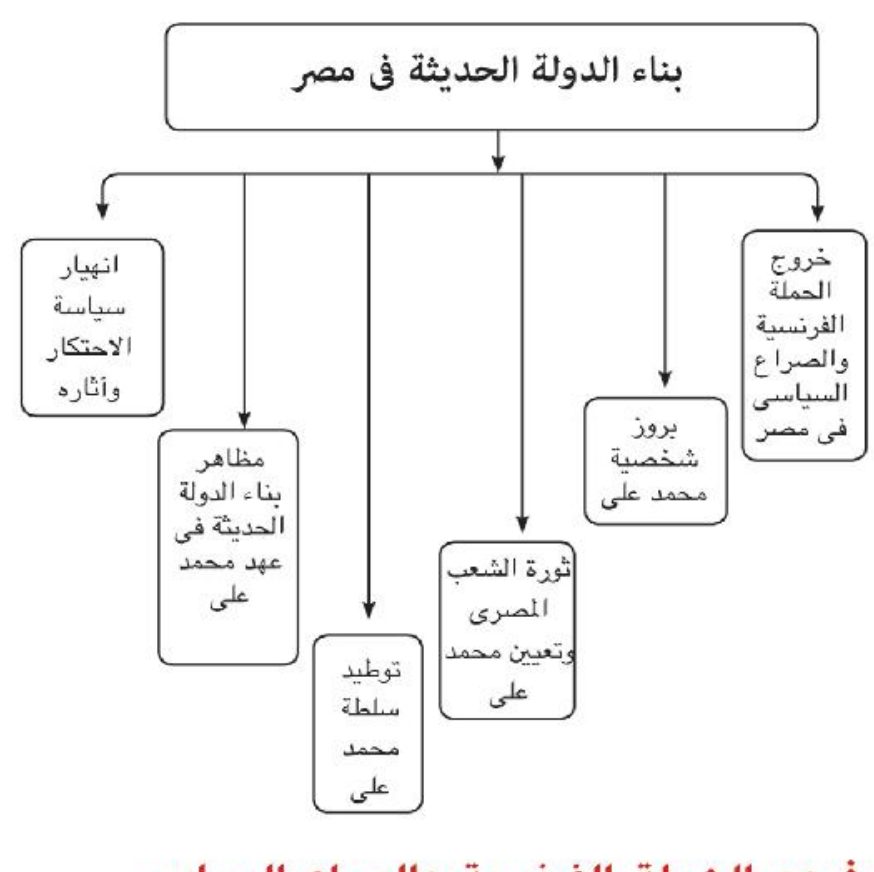 بناء الدولة الحديثة فى مصر
خروج
الحملة
الفرنسية
والصراع
السياسى
فى مصر
بروز
شخصية
محمد على
ثورة الشعب
المصرى
وتعيين محمد
على
توطيد
سلطة
محمد
على
مظاهر
بناء الدولة
الحديثة فى
عهد محمد
على
انهيار
سياسة
الاحتكار
وآثاره